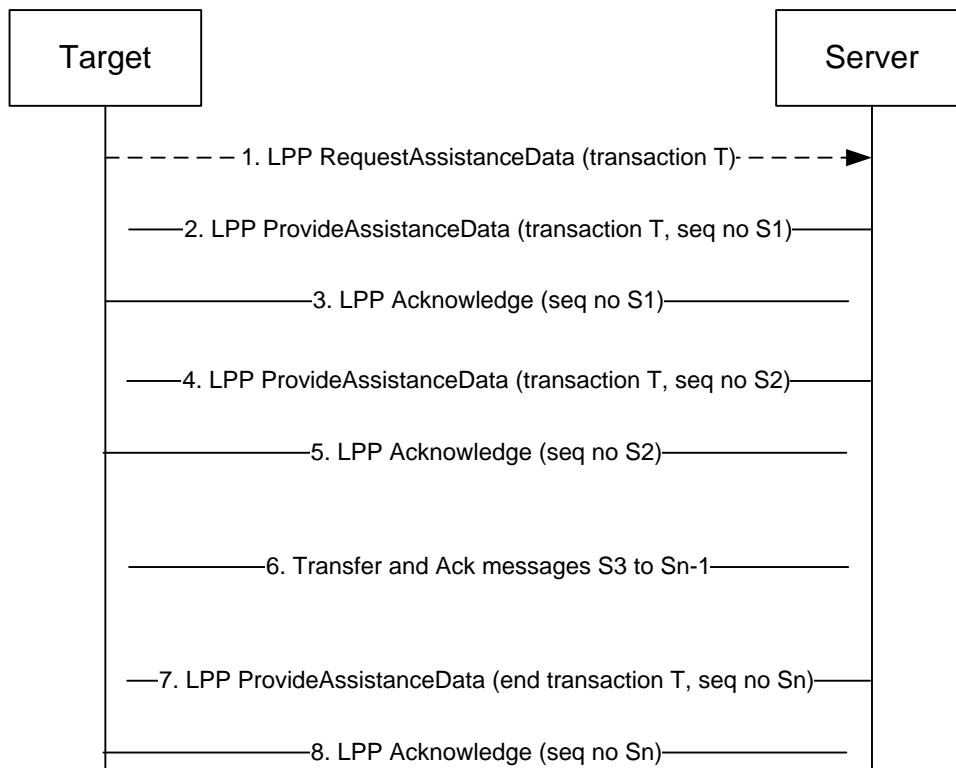 Target
Server
1. LPP RequestAssistanceData (transaction T)
2. LPP ProvideAssistanceData (transaction T, seq no S1)
3. LPP Acknowledge (seq no S1)
4. LPP ProvideAssistanceData (transaction T, seq no S2)
5. LPP Acknowledge (seq no S2)
6. Transfer and Ack messages S3 to Sn-1
7. LPP ProvideAssistanceData (end transaction T, seq no Sn)
8. LPP Acknowledge (seq no Sn)